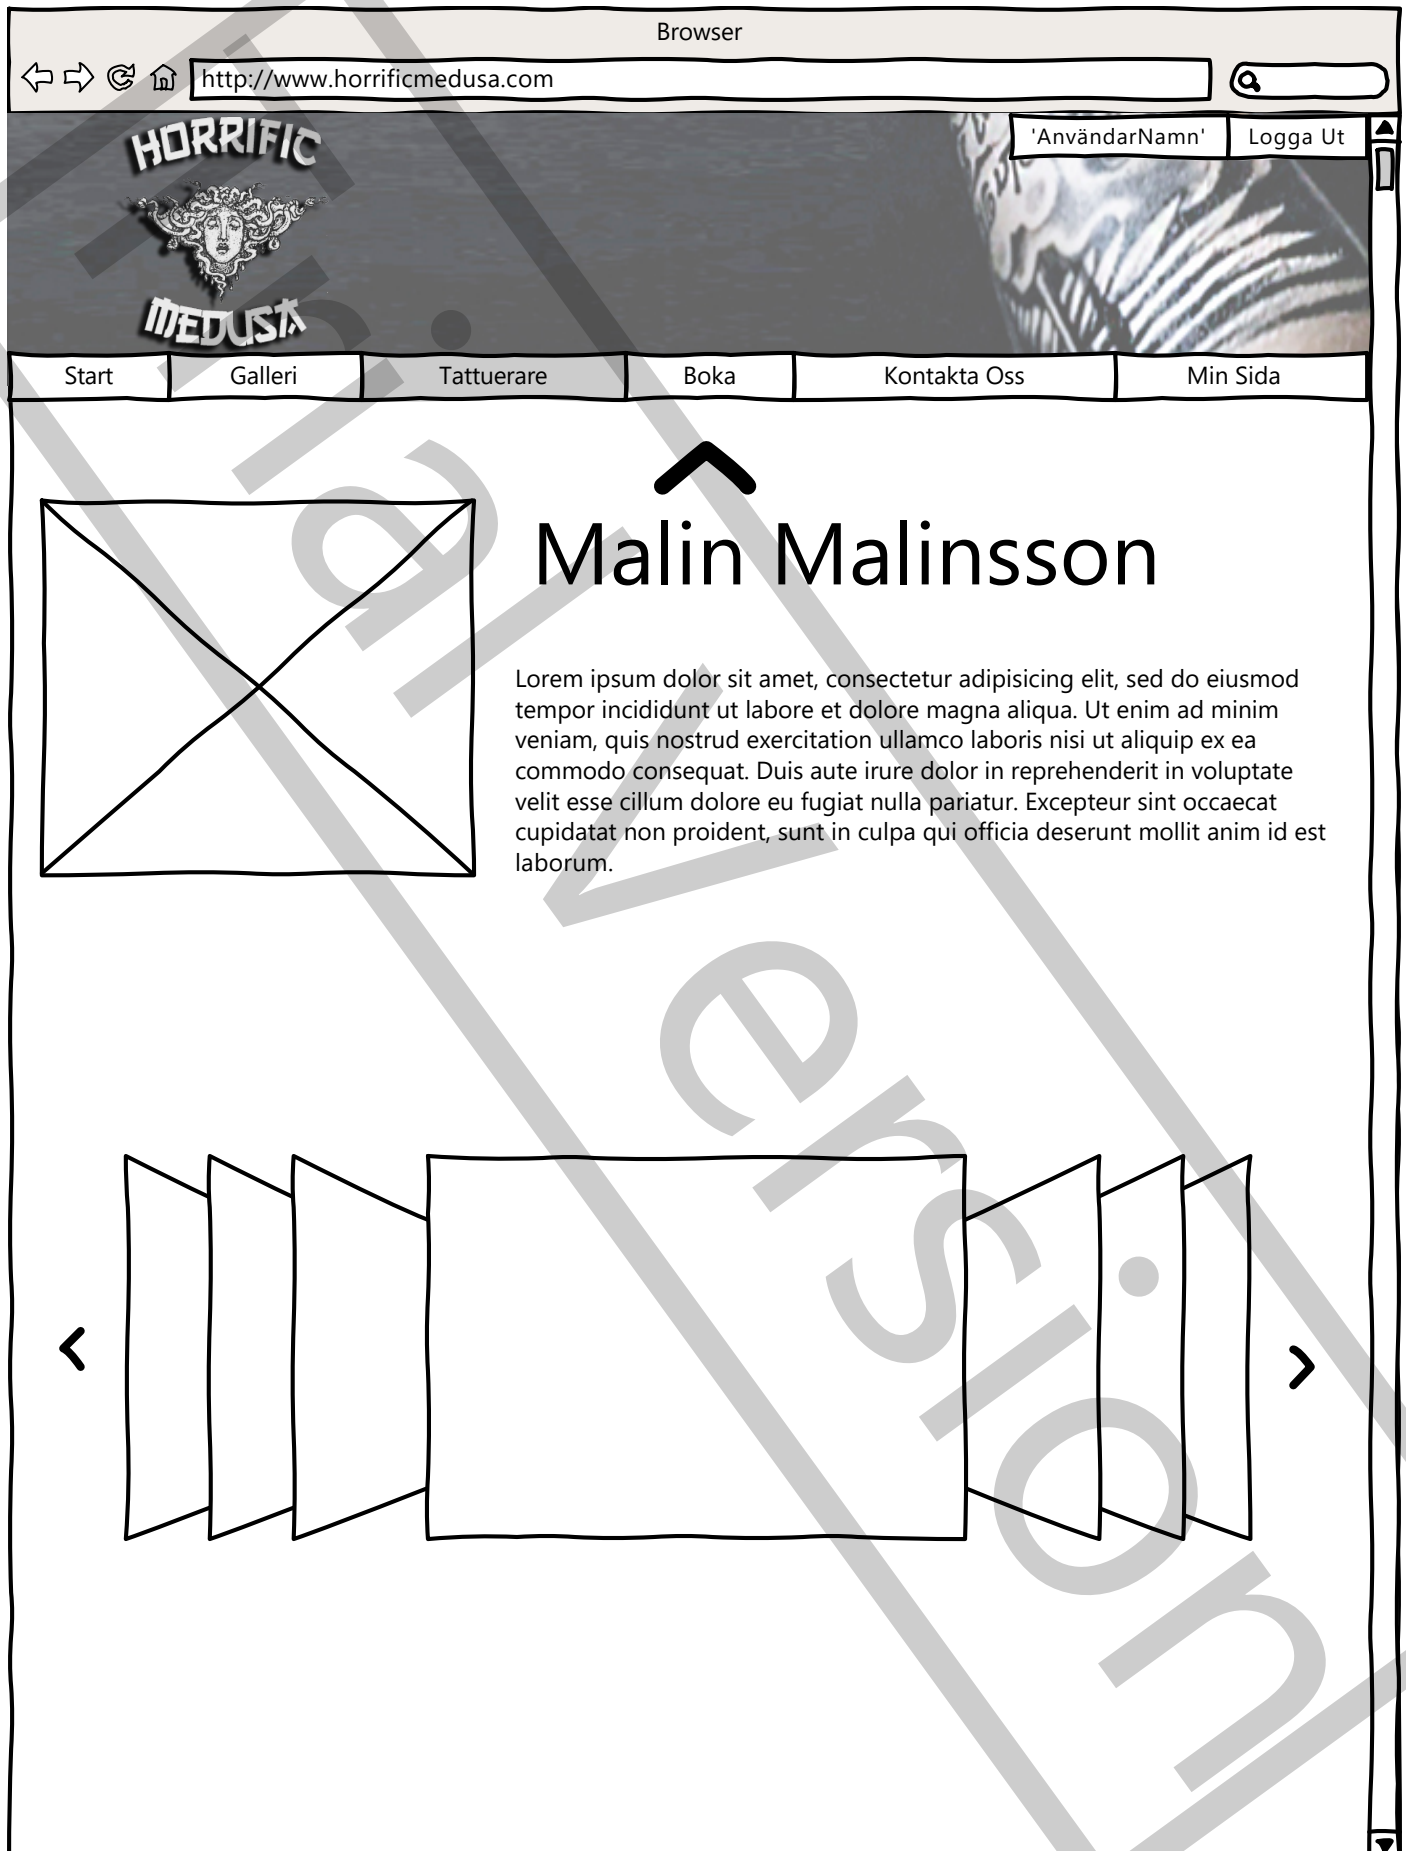 Browser
http://www.horrificmedusa.com
HORRIFIC
MEDUSA
'AnvändarNamn'
Logga Ut
Start
Galleri
Tattuerare
Boka
Kontakta Oss
Min Sida
Malin Malinsson
Lorem ipsum dolor sit amet, consectetur adipisicing elit, sed do eiusmod
tempor incididunt ut labore et dolore magna aliqua. Ut enim ad minim
veniam, quis nostrud exercitation ullamco laboris nisi ut aliquip ex ea
commodo consequat. Duis aute irure dolor in reprehenderit in voluptate
velit esse cillum dolore eu fugiat nulla pariatur. Excepteur sint occaecat
cupidatat non proident, sunt in culpa qui officia deserunt mollit anim id est
laborum.
Trial Version